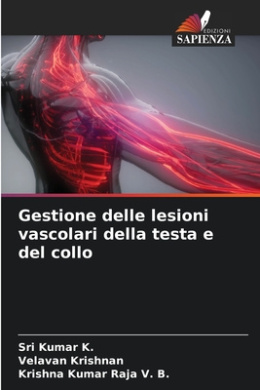 EDIZIONI
SAPIENZA
Gestione delle lesioni
vascolari della testa e
del collo
Sri Kumar K.
Velavan Krishnan
Krishna Kumar Raja V. B.